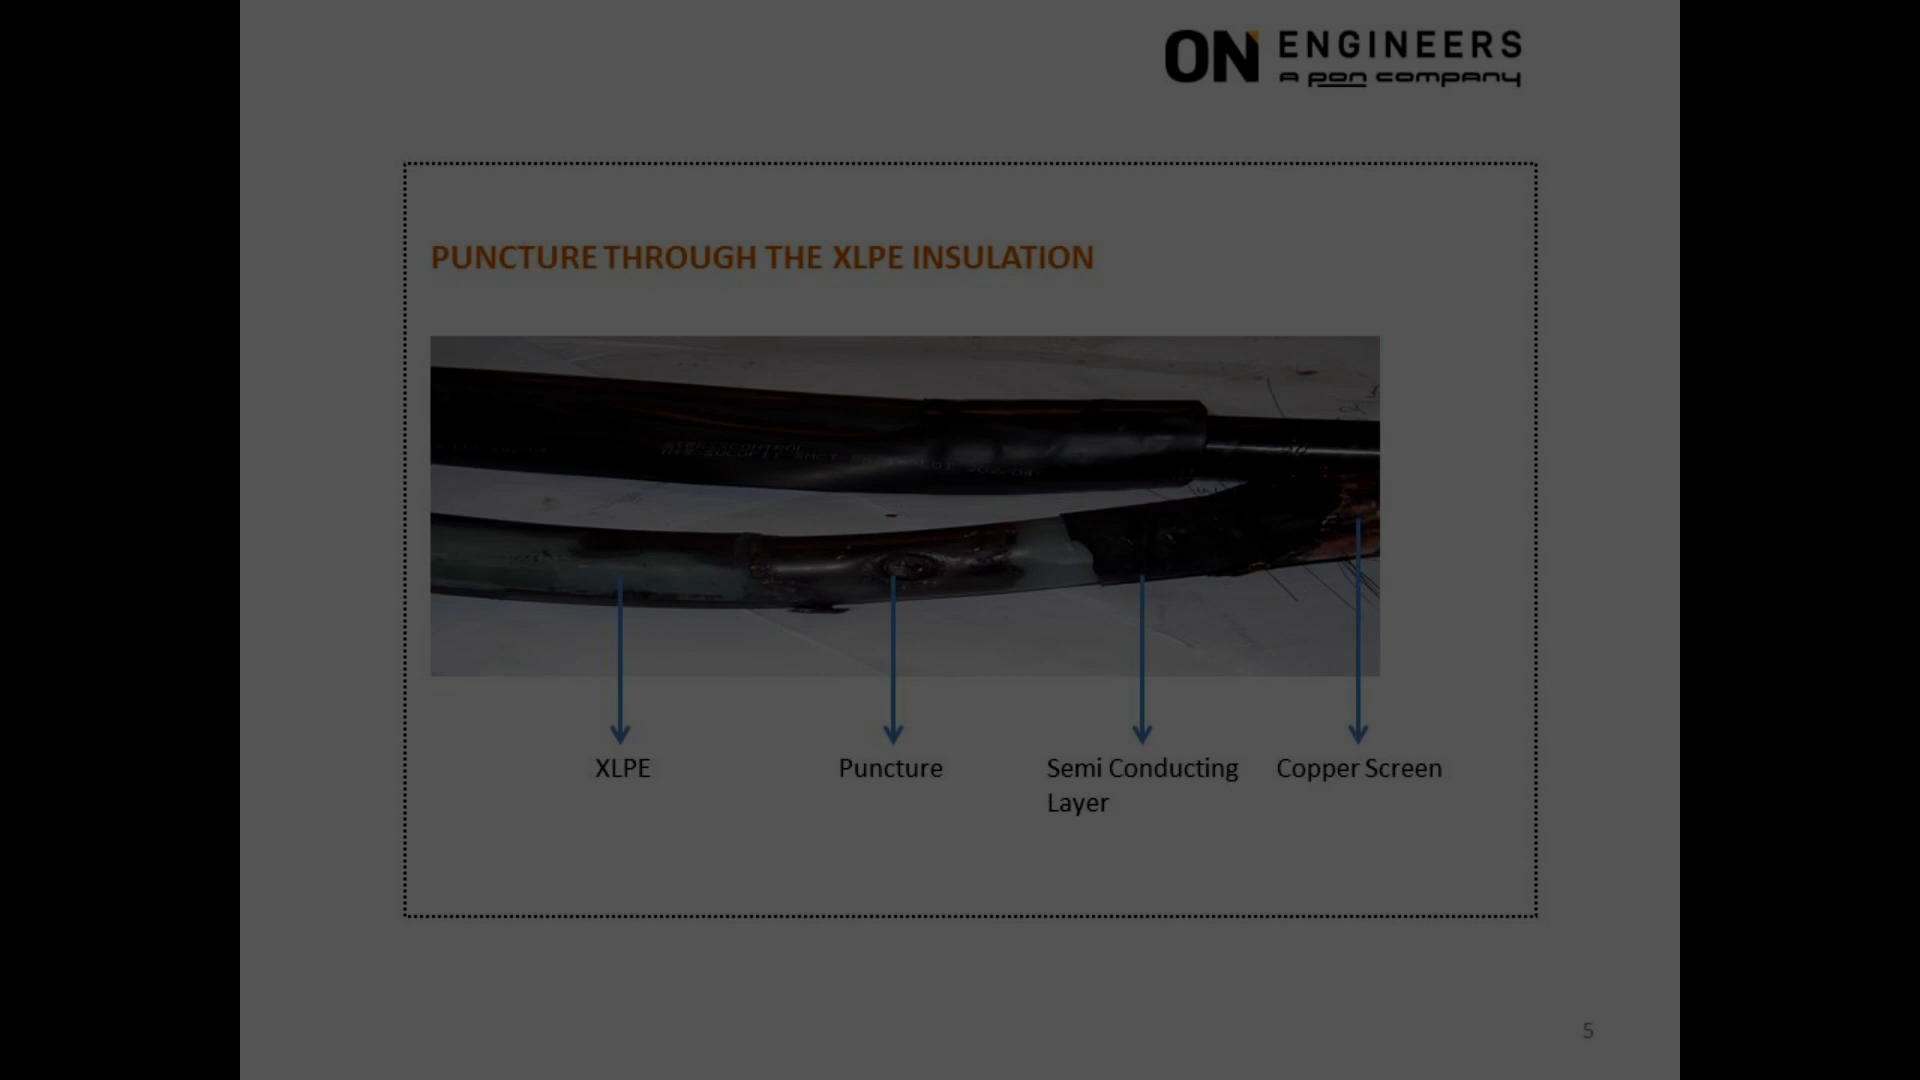 ON ENGINEERS
a pon company
PUNCTURE THROUGH THE XLPE INSULATION
XLPE
Puncture
Semi Conducting
Layer
Copper Screen
5